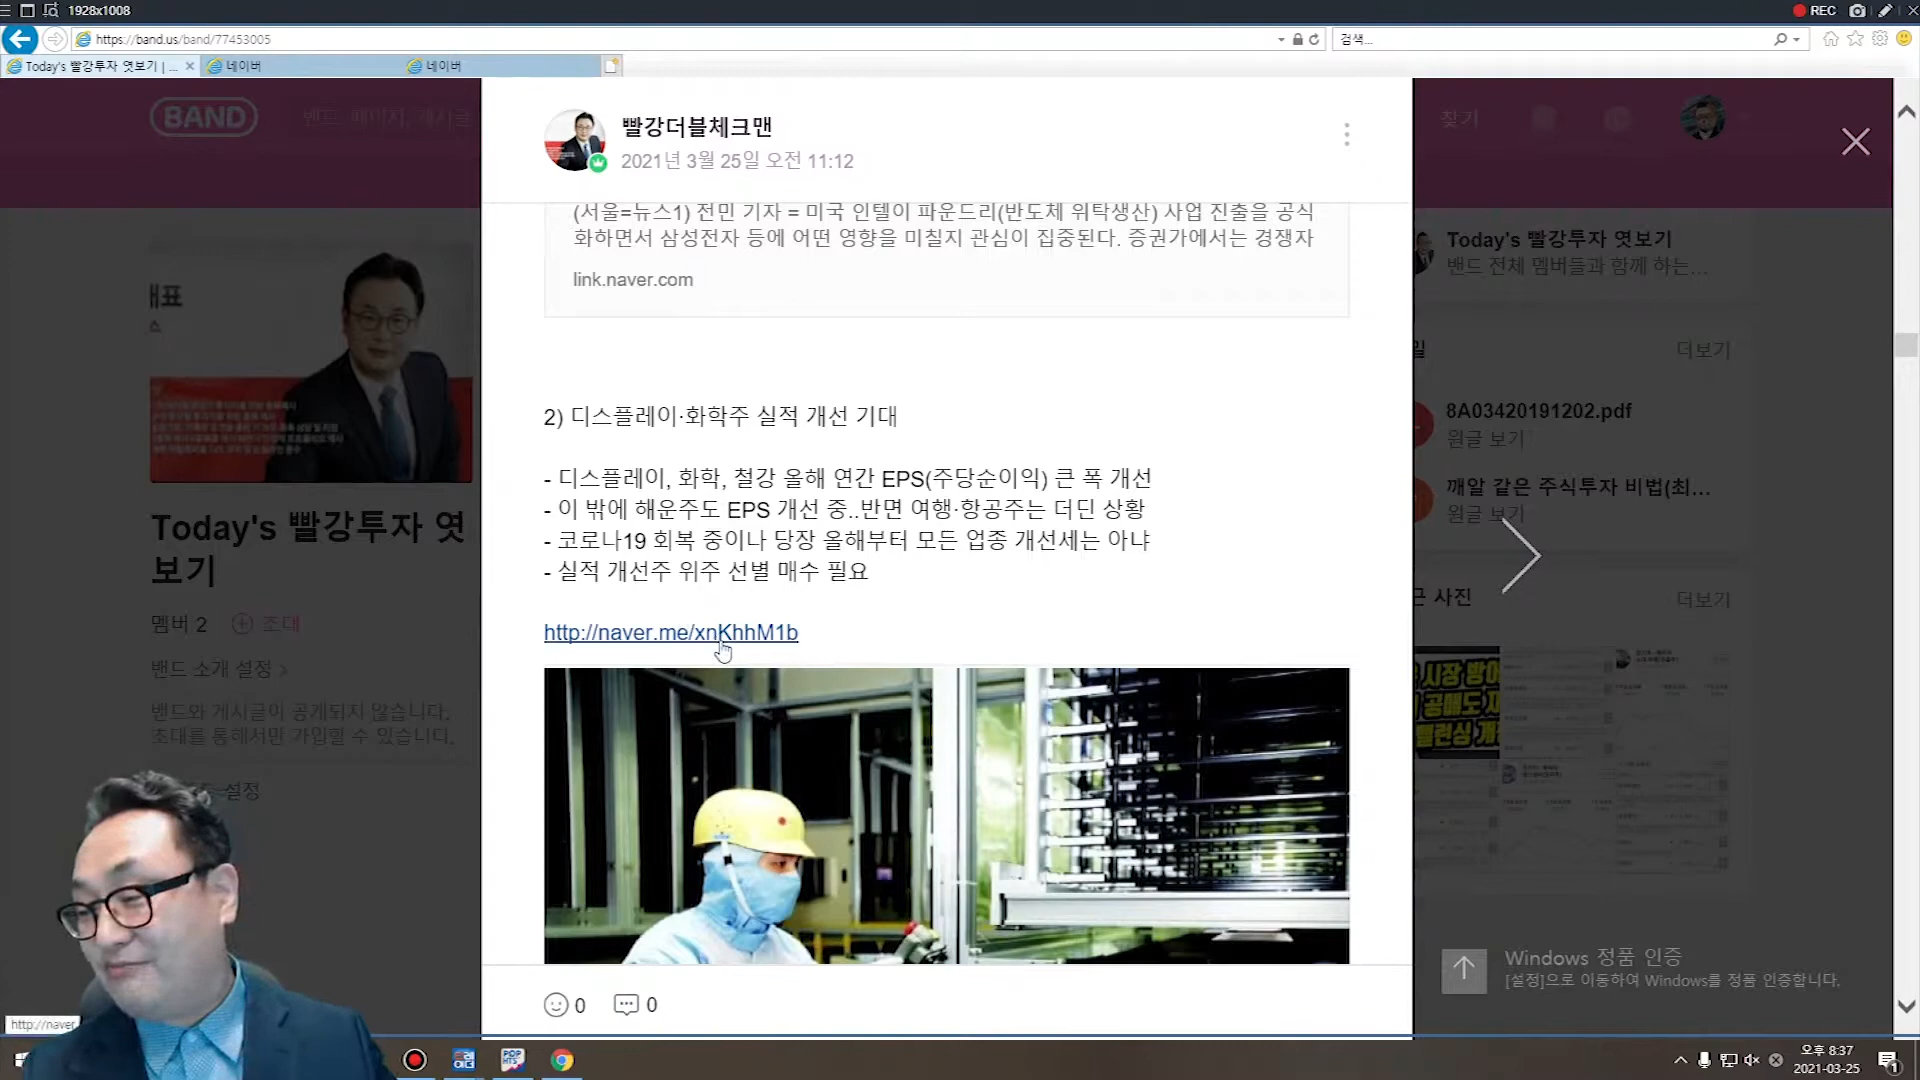 1928x1008
REC
https://band.us/band/77453005
검색...
Today's 빨강투자 엿보기 | ...
네이버
네이버
BAND
밴드, 페이지, 게시글
찾기
빨강더블체크맨
2021년 3월 25일 오전 11:12
(서울=뉴스1) 전민 기자 = 미국 인텔이 파운드리(반도체 위탁생산) 사업 진출을 공식
화하면서 삼성전자 등에 어떤 영향을 미칠지 관심이 집중된다. 증권가에서는 경쟁자
link.naver.com
2) 디스플레이·화학주 실적 개선 기대
- 디스플레이, 화학, 철강 올해 연간 EPS(주당순이익) 큰 폭 개선
- 이 밖에 해운주도 EPS 개선 중..반면 여행·항공주는 더딘 상황
- 코로나19 회복 중이나 당장 올해부터 모든 업종 개선세는 아냐
- 실적 개선주 위주 선별 매수 필요
http://naver.me/xnKhhM1b
0
0
Today's 빨강투자 엿
보기
멤버 2
초대
밴드 소개 설정
밴드와 게시글이 공개되지 않습니다.
초대를 통해서만 가입할 수 있습니다.
설정
Today's 빨강투자 엿보기
밴드 전체 멤버들과 함께 하는...
더보기
8A03420191202.pdf
원글 보기
깨알 같은 주식투자 비법(최...
원글 보기
근 사진
더보기
Windows 정품 인증
[설정]으로 이동하여 Windows를 정품 인증합니다.
http://naver
POP
HTS
오후 8:37
2021-03-25
1